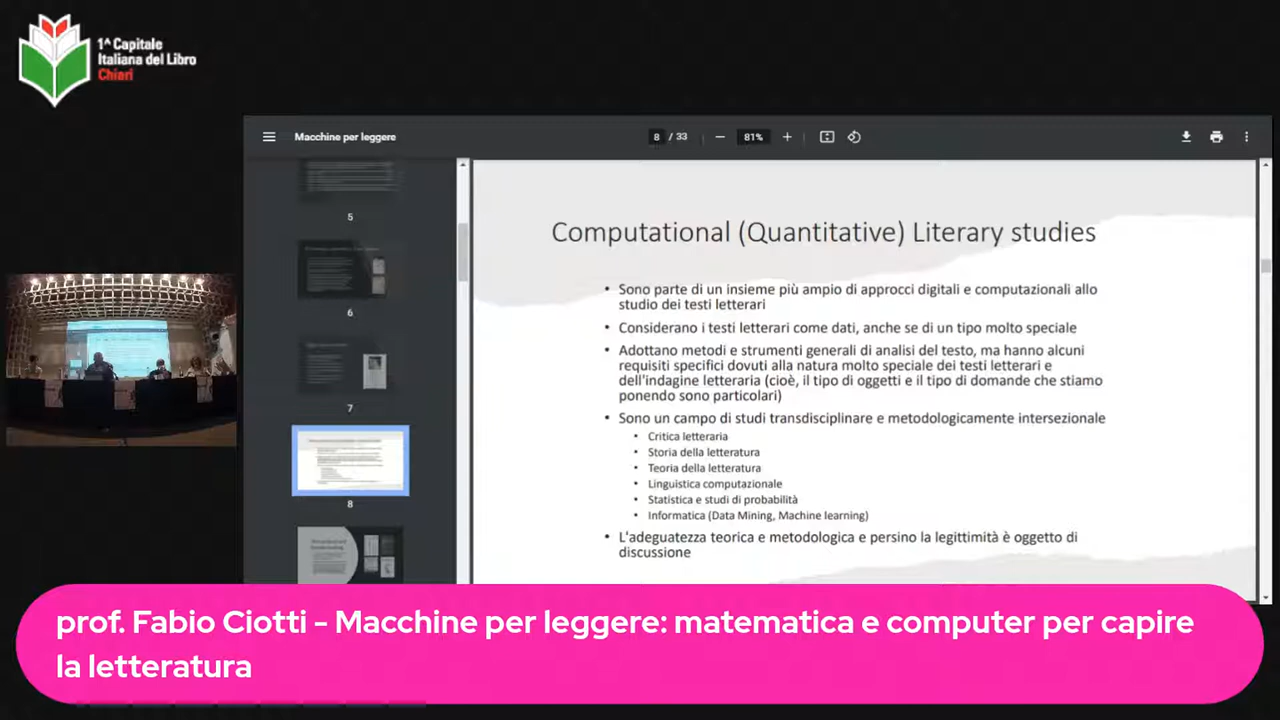 1^ Capitale
Italiana del Libro
Chiari
Macchine per leggere
8 / 33
81%
5
6
7
8
Computational (Quantitative) Literary studies
• Sono parte di un insieme più ampio di approcci digitali e computazionali allo
studio dei testi letterari
• Considerano i testi letterari come dati, anche se di un tipo molto speciale
• Adottano metodi e strumenti generali di analisi del testo, ma hanno alcuni
requisiti specifici dovuti alla natura molto speciale dei testi letterari e
dell'indagine letteraria (cioè, il tipo di oggetti e il tipo di domande che stiamo
ponendo sono particolari)
• Sono un campo di studi transdisciplinare e metodologicamente intersezionale
• Critica letteraria
• Storia della letteratura
• Teoria della letteratura
• Linguistica computazionale
• Statistica e studi di probabilità
• Informatica (Data Mining, Machine learning)
• L'adeguatezza teorica e metodologica e persino la legittimità è oggetto di
discussione
prof. Fabio Ciotti - Macchine per leggere: matematica e computer per capire
la letteratura